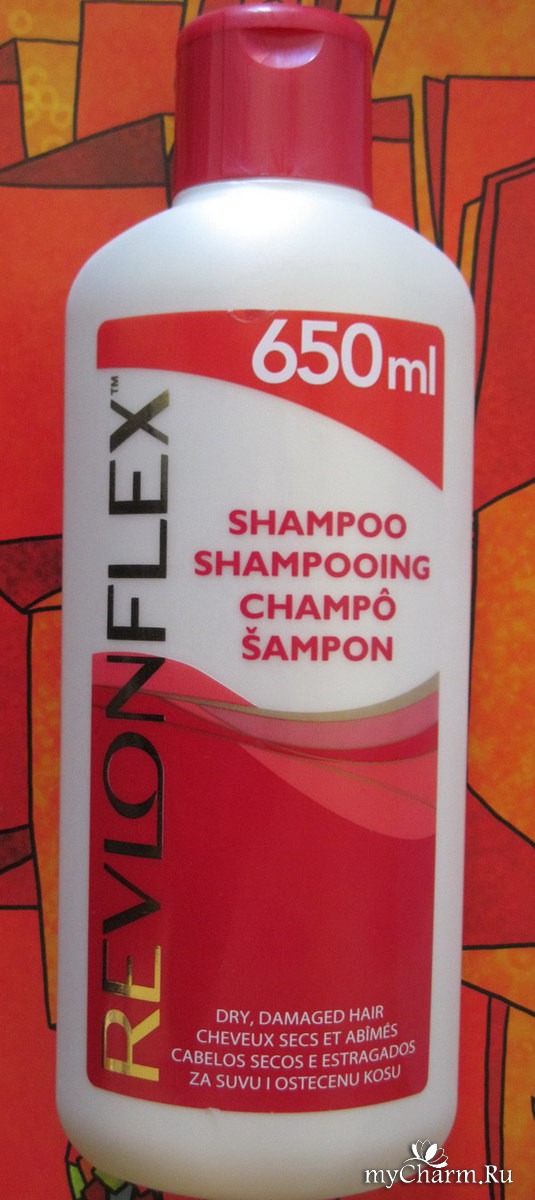 650ml
REVLONFLEX™
SHAMPOO
SHAMPOOING
CHAMPÔ
ŠAMPON
DRY, DAMAGED HAIR
CHEVEUX SECS ET ABÎMÉS
CABELOS SECOS E ESTRAGADOS
ZA SUVU I OSTECENU KOSU
myCharm.Ru